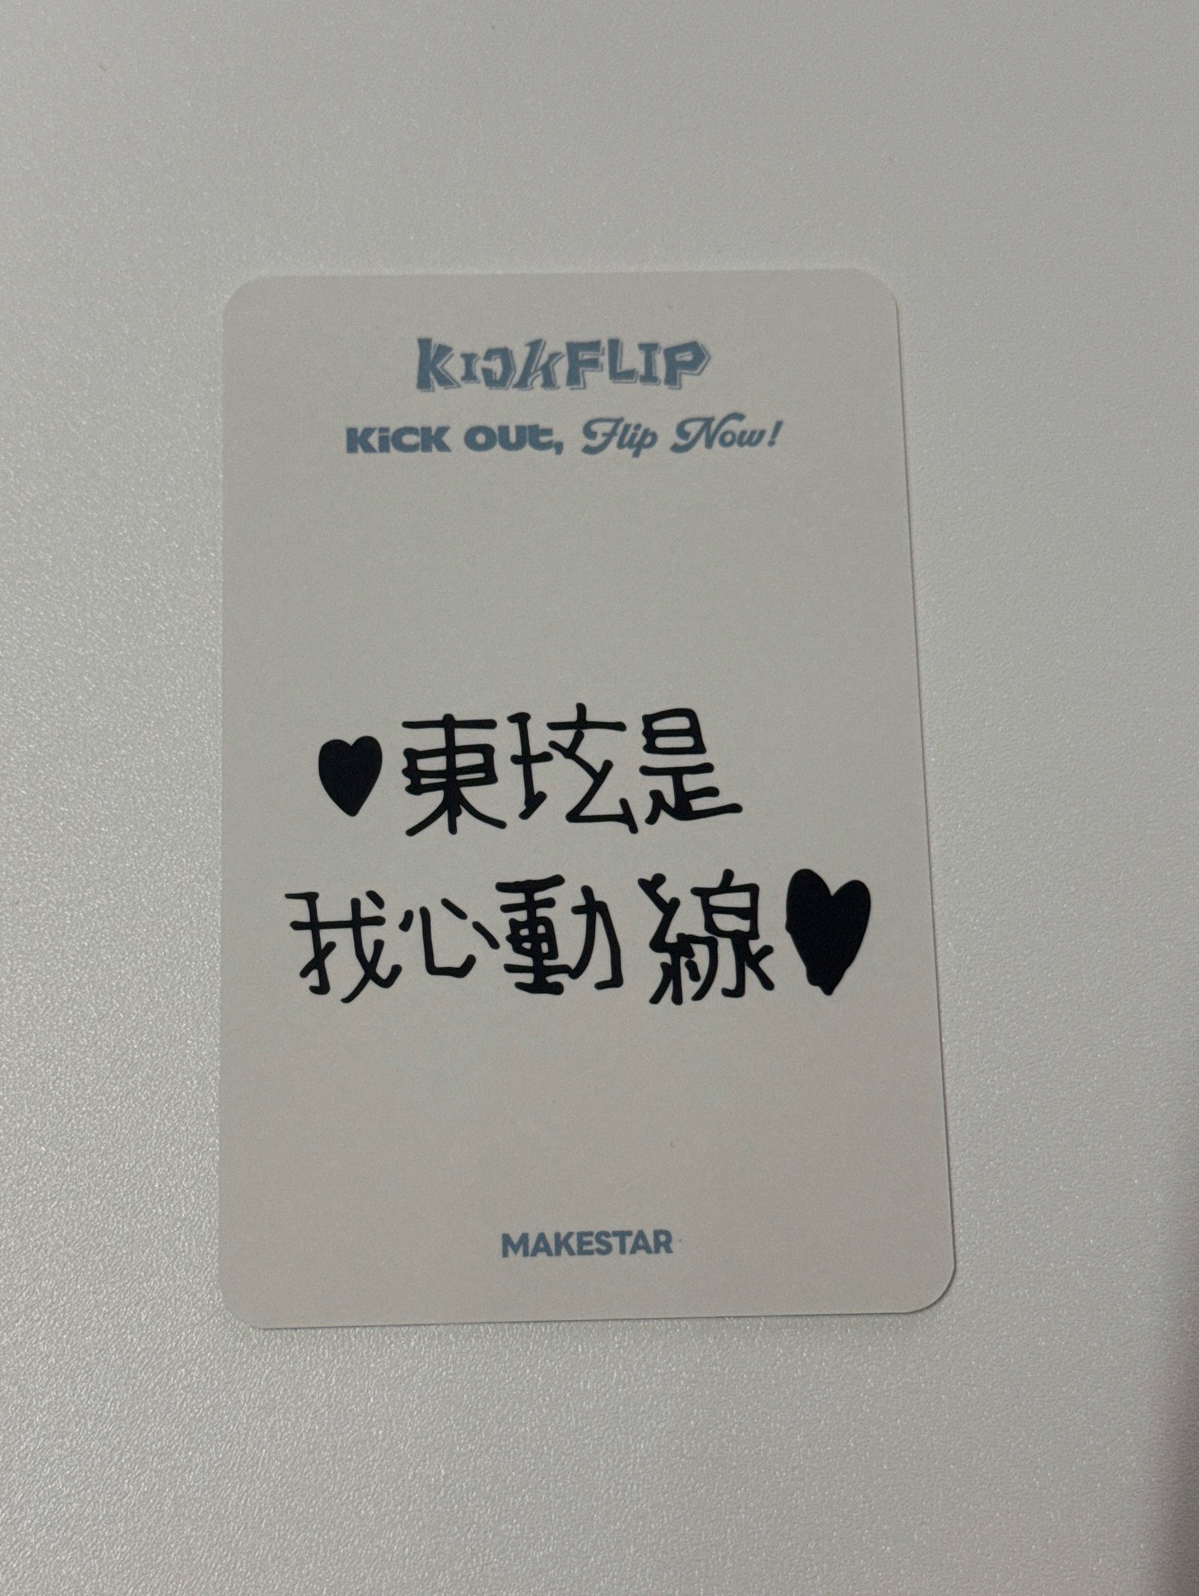 KickFLIP
KiCK OUt, Flip Now!
♥東玹是
我心動線♥
MAKESTAR